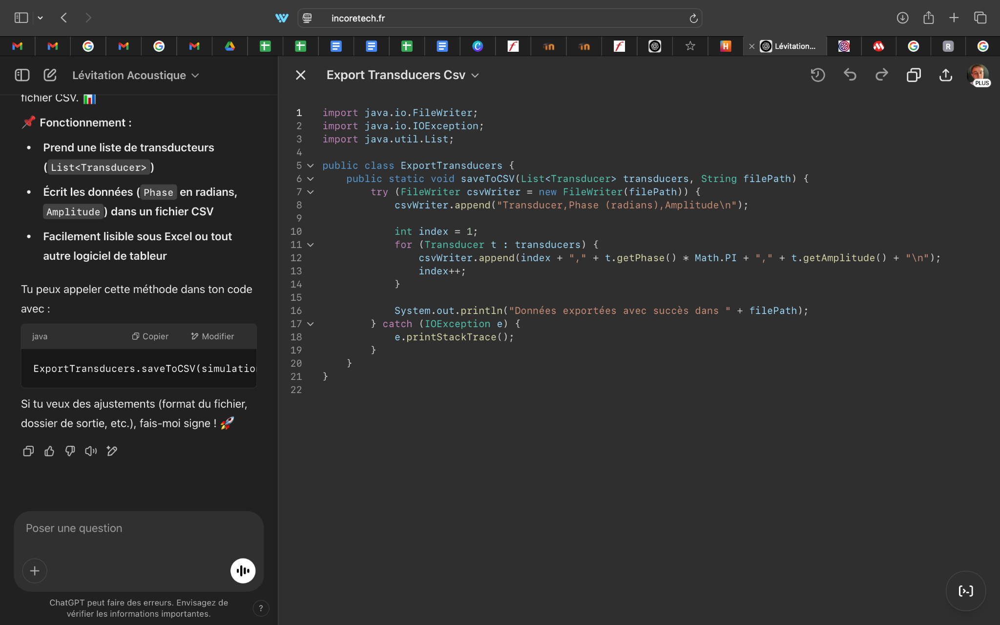 incoretech.fr
Lévitation...
Lévitation Acoustique
Export Transducers Csv
PLUS
fichier CSV. 📊
📌 Fonctionnement :
• Prend une liste de transducteurs
(List<Transducer>)
• Écrit les données (Phase en radians,
Amplitude) dans un fichier CSV
• Facilement lisible sous Excel ou tout
autre logiciel de tableur
Tu peux appeler cette méthode dans ton code
avec :
java Copier Modifier
ExportTransducers.saveToCSV(simulatio
Si tu veux des ajustements (format du fichier,
dossier de sortie, etc.), fais-moi signe ! 🚀
Poser une question
ChatGPT peut faire des erreurs. Envisagez de
vérifier les informations importantes.
?
1 import java.io.FileWriter;
2 import java.io.IOException;
3 import java.util.List;
4
5 public class ExportTransducers {
6     public static void saveToCSV(List<Transducer> transducers, String filePath) {
7         try (FileWriter csvWriter = new FileWriter(filePath)) {
8             csvWriter.append("Transducer,Phase (radians),Amplitude\n");
9
10             int index = 1;
11             for (Transducer t : transducers) {
12                 csvWriter.append(index + "," + t.getPhase() * Math.PI + "," + t.getAmplitude() + "\n");
13                 index++;
14             }
15
16             System.out.println("Données exportées avec succès dans " + filePath);
17         } catch (IOException e) {
18             e.printStackTrace();
19         }
20     }
21 }
22